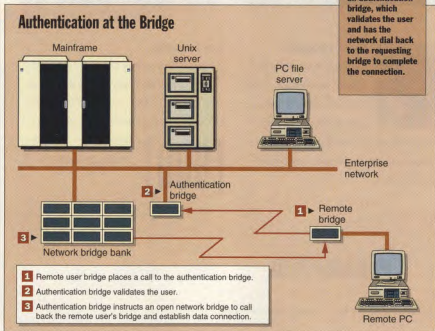 bridge, which
validates the user
and has the
network dial back
to the requesting
bridge to complete
the connection.
Authentication at the Bridge
Mainframe
Unix
server
PC file
server
Enterprise
network
2
Authentication
bridge
1
Remote
bridge
3
Network bridge bank
1 Remote user bridge places a call to the authentication bridge.
2 Authentication bridge validates the user.
3 Authentication bridge instructs an open network bridge to call
back the remote user's bridge and establish data connection.
Remote PC